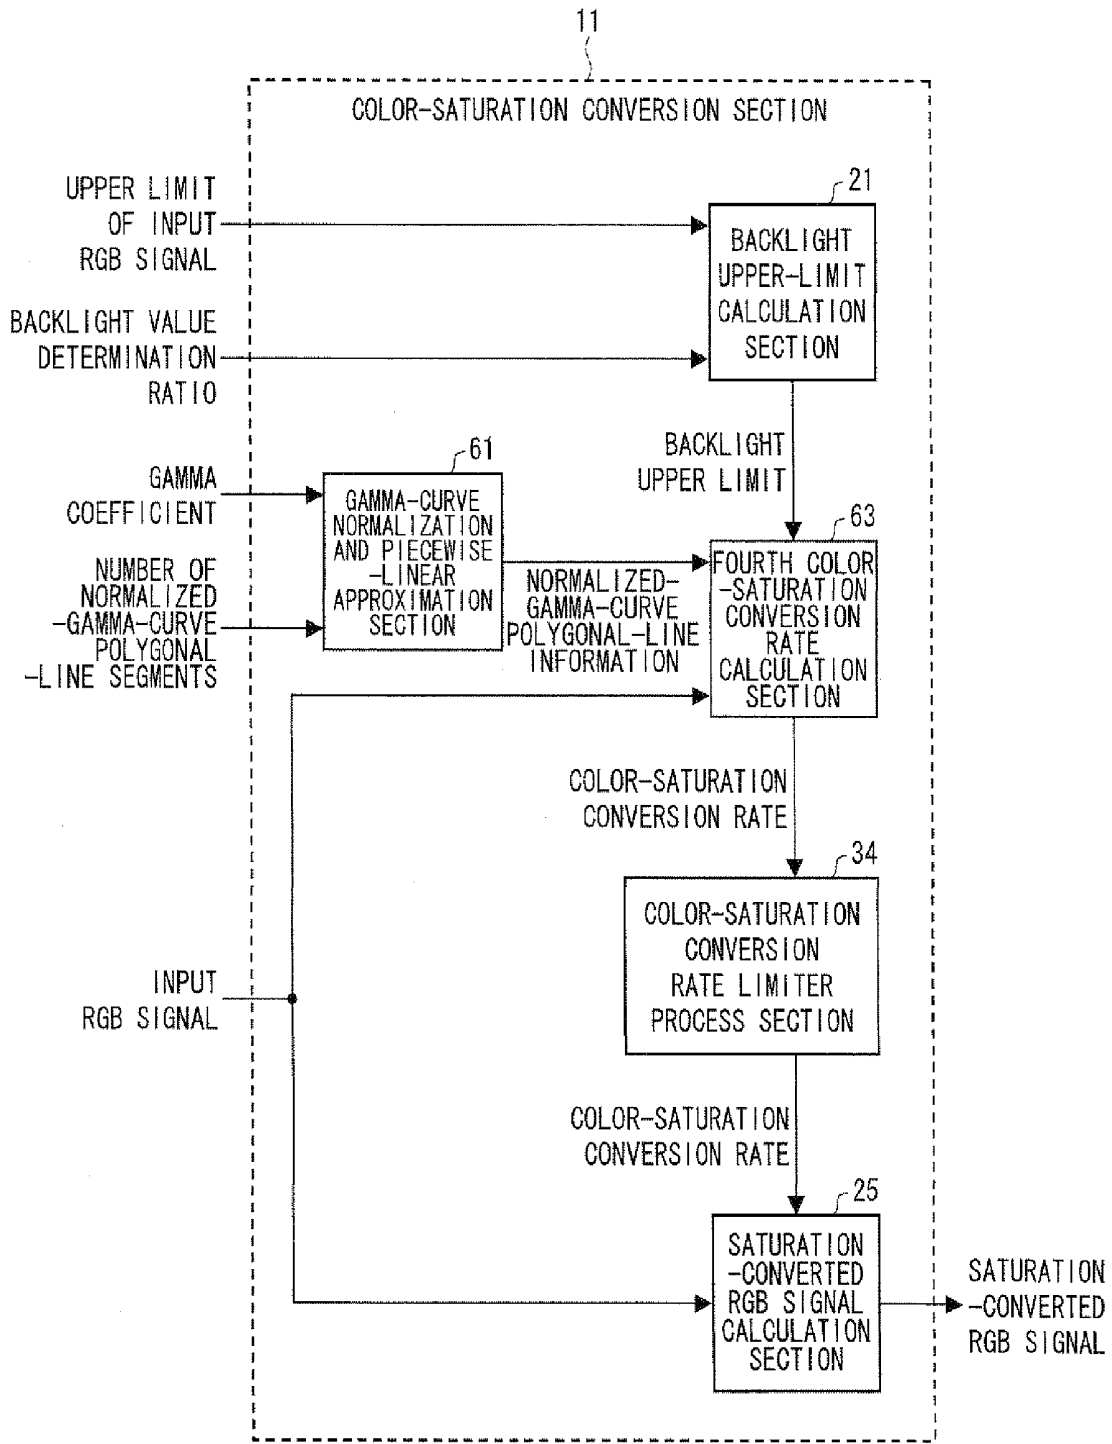 11
COLOR-SATURATION CONVERSION SECTION
UPPER LIMIT
OF INPUT
RGB SIGNAL
21
BACKLIGHT
UPPER-LIMIT
CALCULATION
SECTION
BACKLIGHT VALUE
DETERMINATION
RATIO
BACKLIGHT
UPPER LIMIT
GAMMA
COEFFICIENT
61
GAMMA-CURVE
NORMALIZATION
AND PIECEWISE
-LINEAR
APPROXIMATION
SECTION
NUMBER OF
NORMALIZED
-GAMMA-CURVE
POLYGONAL
-LINE SEGMENTS
NORMALIZED-
GAMMA-CURVE
POLYGONAL-LINE
INFORMATION
63
FOURTH COLOR
-SATURATION
CONVERSION
RATE
CALCULATION
SECTION
COLOR-SATURATION
CONVERSION RATE
34
COLOR-SATURATION
CONVERSION
RATE LIMITER
PROCESS SECTION
INPUT
RGB SIGNAL
COLOR-SATURATION
CONVERSION RATE
25
SATURATION
-CONVERTED
RGB SIGNAL
CALCULATION
SECTION
SATURATION
-CONVERTED
RGB SIGNAL